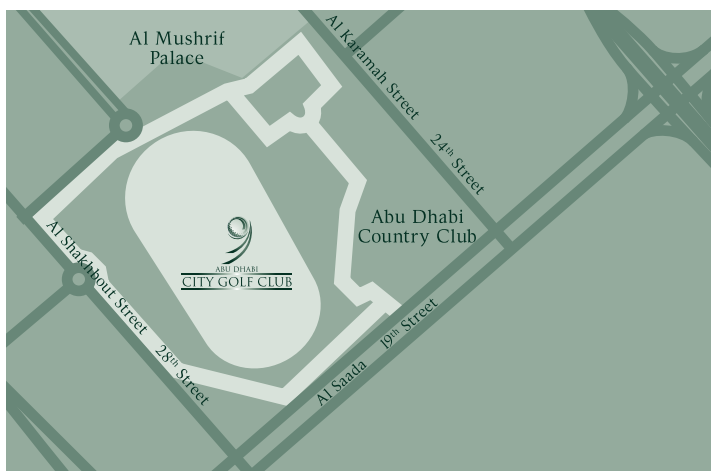 Al Mushrif
Palace
Al Karamah Street
24th Street
Abu Dhabi
Country Club
9
ABU DHABI
CITY GOLF CLUB
Al Shakhbout Street
28th Street
Al Saada
19th Street